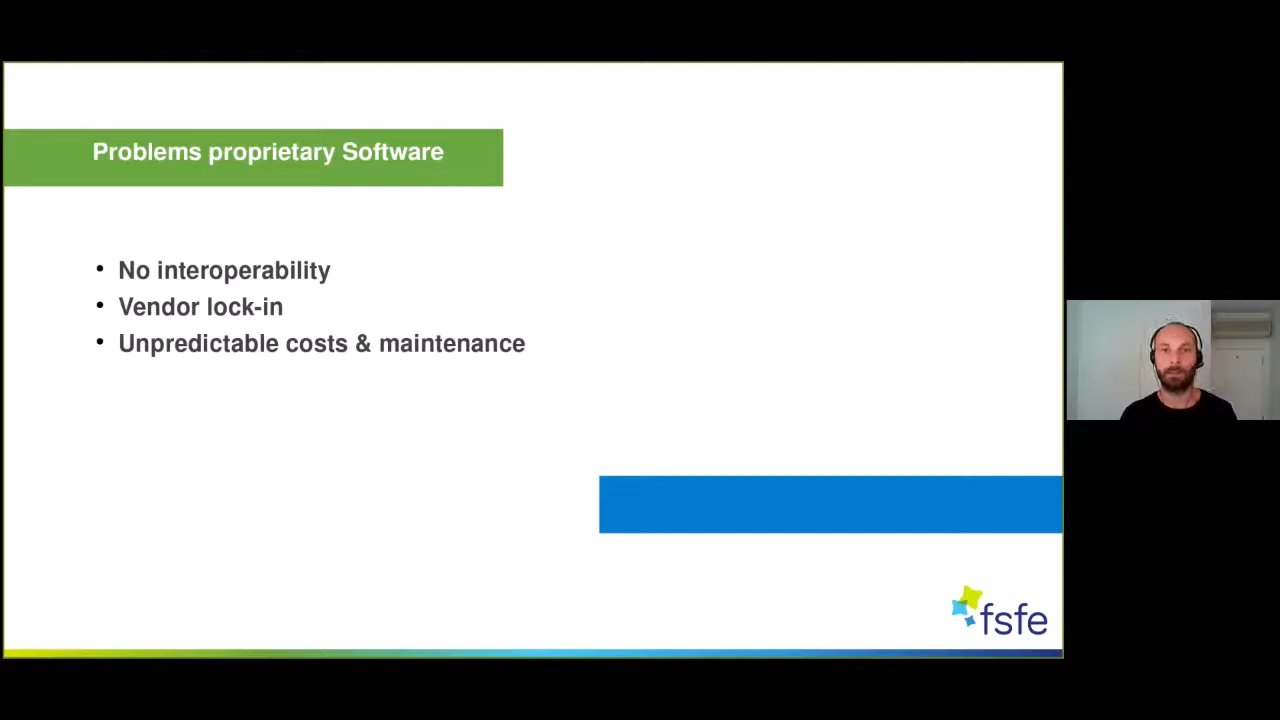 Problems proprietary Software
• No interoperability
• Vendor lock-in
• Unpredictable costs & maintenance
fsfe